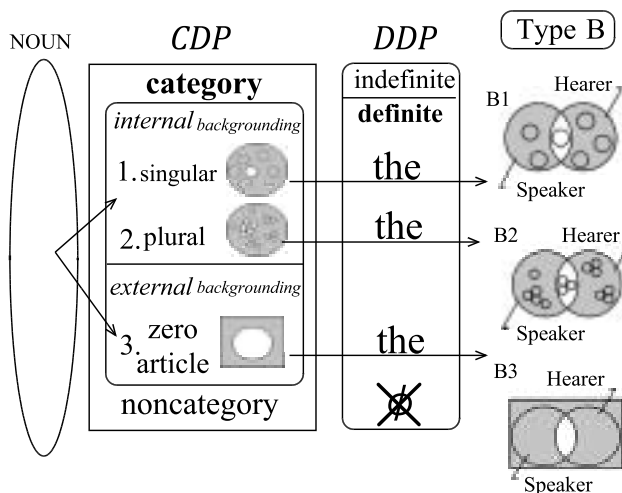 NOUN
CDP
DDP
Type B
category
internal backgrounding
1. singular
2. plural
external backgrounding
3. zero
article
noncategory
indefinite
definite
the
the
the
Ø
B1
Hearer
Speaker
B2
Hearer
Speaker
B3
Hearer
Speaker